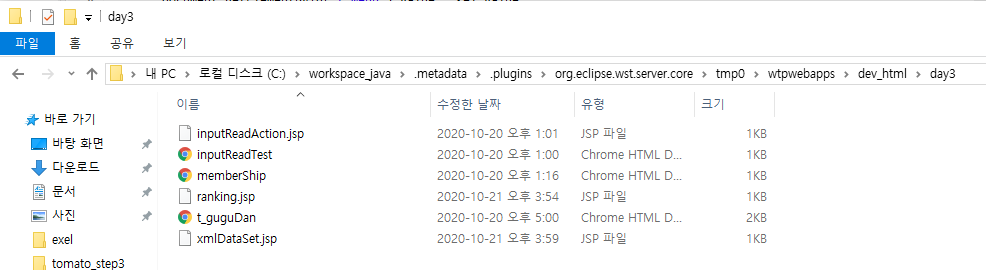 day3
파일 홈 공유 보기
내 PC > 로컬 디스크 (C:) > workspace_java > .metadata > .plugins > org.eclipse.wst.server.core > tmp0 > wtpwebapps > dev_html > day3
이름 수정한 날짜 유형 크기
바로 가기
바탕 화면
다운로드
문서
사진
exel
tomato_step3
inputReadAction.jsp 2020-10-20 오후 1:01 JSP 파일 1KB
inputReadTest 2020-10-20 오후 1:00 Chrome HTML D... 1KB
memberShip 2020-10-20 오후 1:16 Chrome HTML D... 1KB
ranking.jsp 2020-10-21 오후 3:54 JSP 파일 1KB
t_guguDan 2020-10-20 오후 5:00 Chrome HTML D... 2KB
xmlDataSet.jsp 2020-10-21 오후 3:59 JSP 파일 1KB